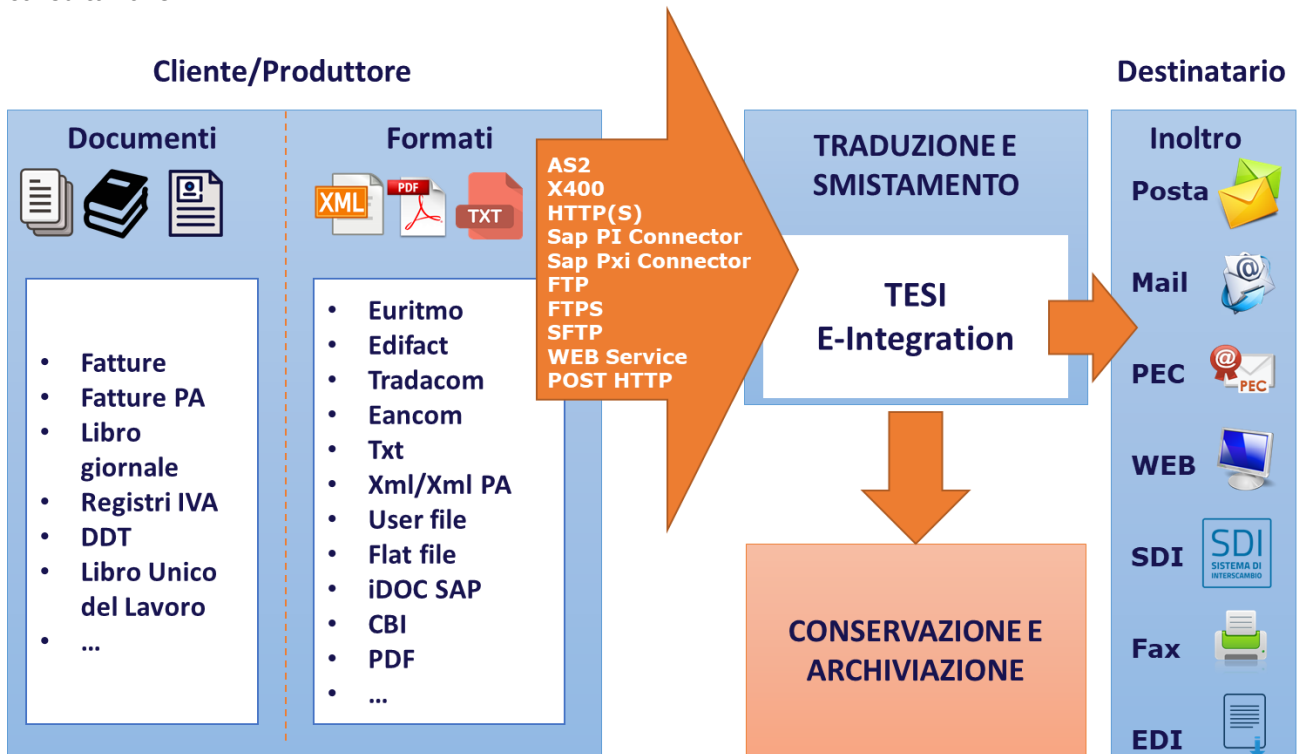 Cliente/Produttore
Destinatario
Documenti
Formati
XML
PDF
TXT
Fatture
Fatture PA
Libro
giornale
Registri IVA
DDT
Libro Unico
del Lavoro
...
Euritmo
Edifact
Tradacom
Eancom
Txt
Xml/Xml PA
User file
Flat file
iDOC SAP
CBI
PDF
...
AS2
X400
HTTP(S)
Sap PI Connector
Sap Pxi Connector
FTP
FTPS
SFTP
WEB Service
POST HTTP
TRADUZIONE E
SMISTAMENTO
TESI
E-Integration
CONSERVAZIONE E
ARCHIVIAZIONE
Inoltro
Posta
Mail
@
PEC
@
PEC
WEB
SDI
SDI
SISTEMA DI
INTERSCAMBIO
Fax
EDI